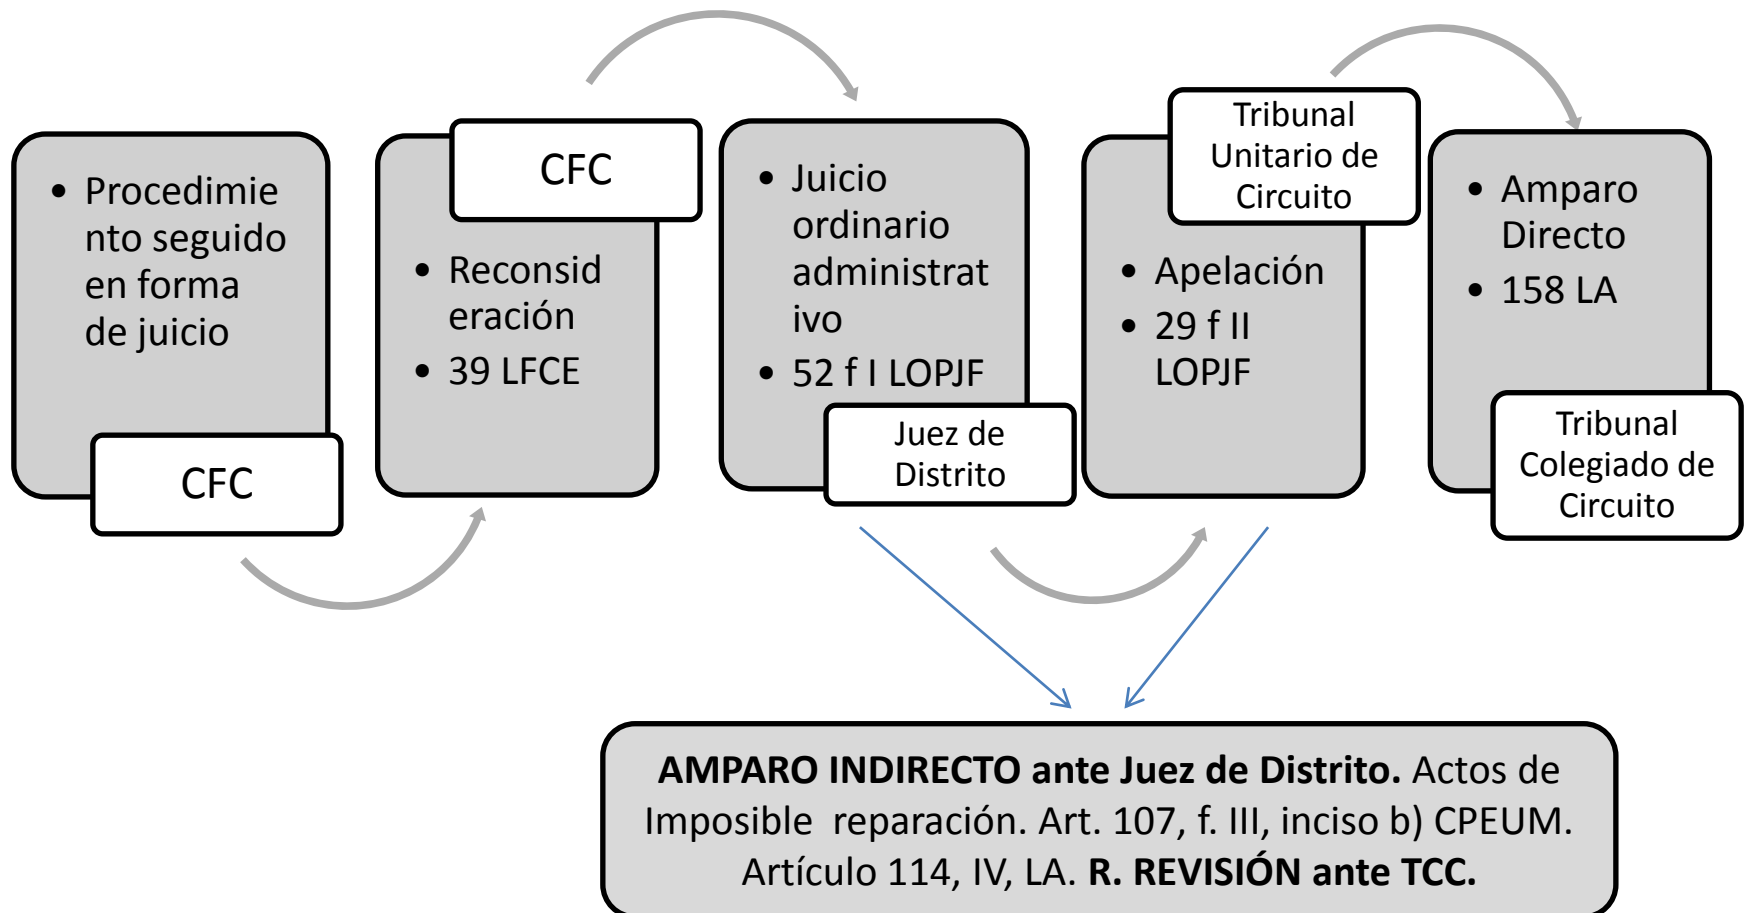 • Procedimie
nto seguido
en forma
de juicio
CFC
CFC
• Reconsid
eración
• 39 LFCE
• Juicio
ordinario
administrat
ivo
• 52 f I LOPJF
Juez de
Distrito
Tribunal
Unitario de
Circuito
• Apelación
• 29 f II
LOPJF
• Amparo
Directo
• 158 LA
Tribunal
Colegiado de
Circuito
AMPARO INDIRECTO ante Juez de Distrito. Actos de
Imposible reparación. Art. 107, f. III, inciso b) CPEUM.
Artículo 114, IV, LA. R. REVISIÓN ante TCC.